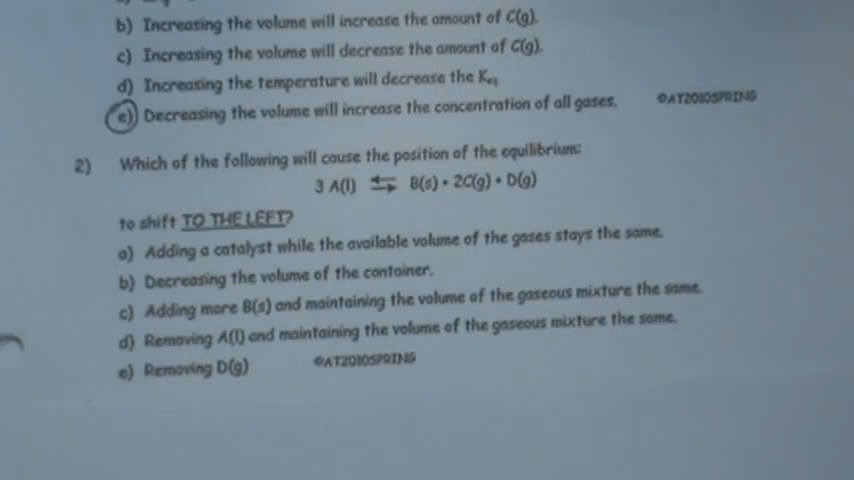 b) Increasing the volume will increase the amount of C(g).
c) Increasing the volume will decrease the amount of C(g).
d) Increasing the temperature will decrease the Keq
e) Decreasing the volume will increase the concentration of all gases. ©AT2010SPRING
2) Which of the following will cause the position of the equilibrium:
3 A(l) ⇌ B(s) + 2C(g) + D(g)
to shift TO THE LEFT?
a) Adding a catalyst while the available volume of the gases stays the same.
b) Decreasing the volume of the container.
c) Adding more B(s) and maintaining the volume of the gaseous mixture the same.
d) Removing A(l) and maintaining the volume of the gaseous mixture the same.
e) Removing D(g) ©AT2010SPRING